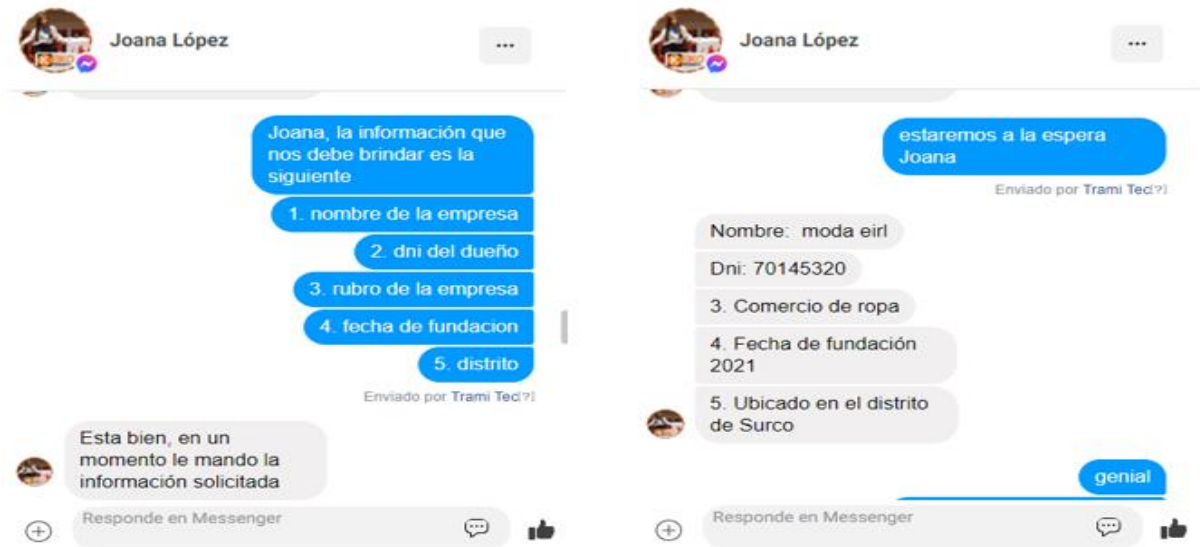 Joana López
Joana, la información que
nos debe brindar es la
siguiente
1. nombre de la empresa
2. dni del dueño
3. rubro de la empresa
4. fecha de fundacion
5. distrito
Enviado por Trami Tec[?]
Esta bien, en un
momento le mando la
información solicitada
Responde en Messenger
Joana López
estaremos a la espera
Joana
Enviado por Trami Tec[?]
Nombre: moda eirl
Dni: 70145320
3. Comercio de ropa
4. Fecha de fundación
2021
5. Ubicado en el distrito
de Surco
genial
Responde en Messenger